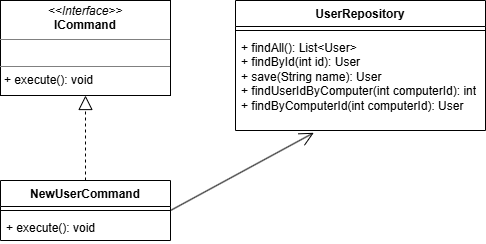 <<Interface>>
ICommand
+ execute(): void
UserRepository
+ findAll(): List<User>
+ findById(int id): User
+ save(String name): User
+ findUserIdByComputer(int computerId): int
+ findByComputerId(int computerId): User
NewUserCommand
+ execute(): void